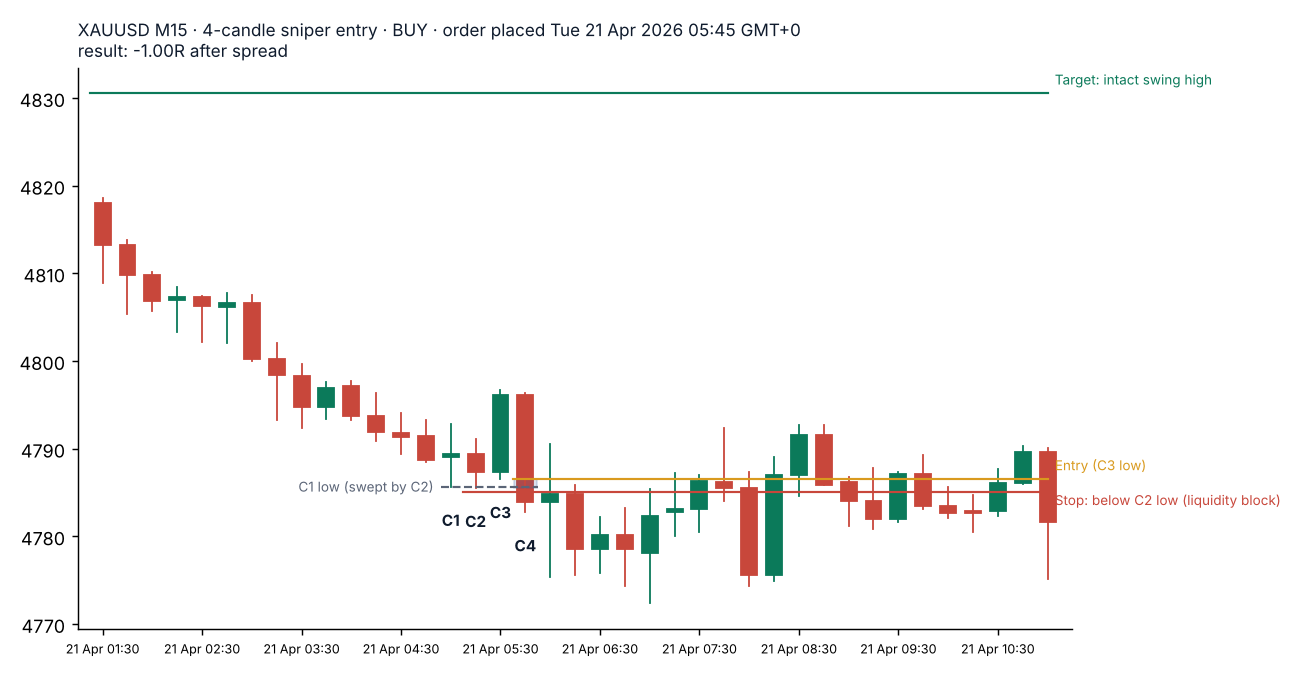 XAUUSD M15 · 4-candle sniper entry · BUY · order placed Tue 21 Apr 2026 05:45 GMT+0
result: -1.00R after spread
Target: intact swing high
4830
4820
4810
4800
4790
4780
4770
Entry (C3 low)
C1 low (swept by C2)
Stop: below C2 low (liquidity block)
C1 C2 C3
C4
21 Apr 01:30 21 Apr 02:30 21 Apr 03:30 21 Apr 04:30 21 Apr 05:30 21 Apr 06:30 21 Apr 07:30 21 Apr 08:30 21 Apr 09:30 21 Apr 10:30